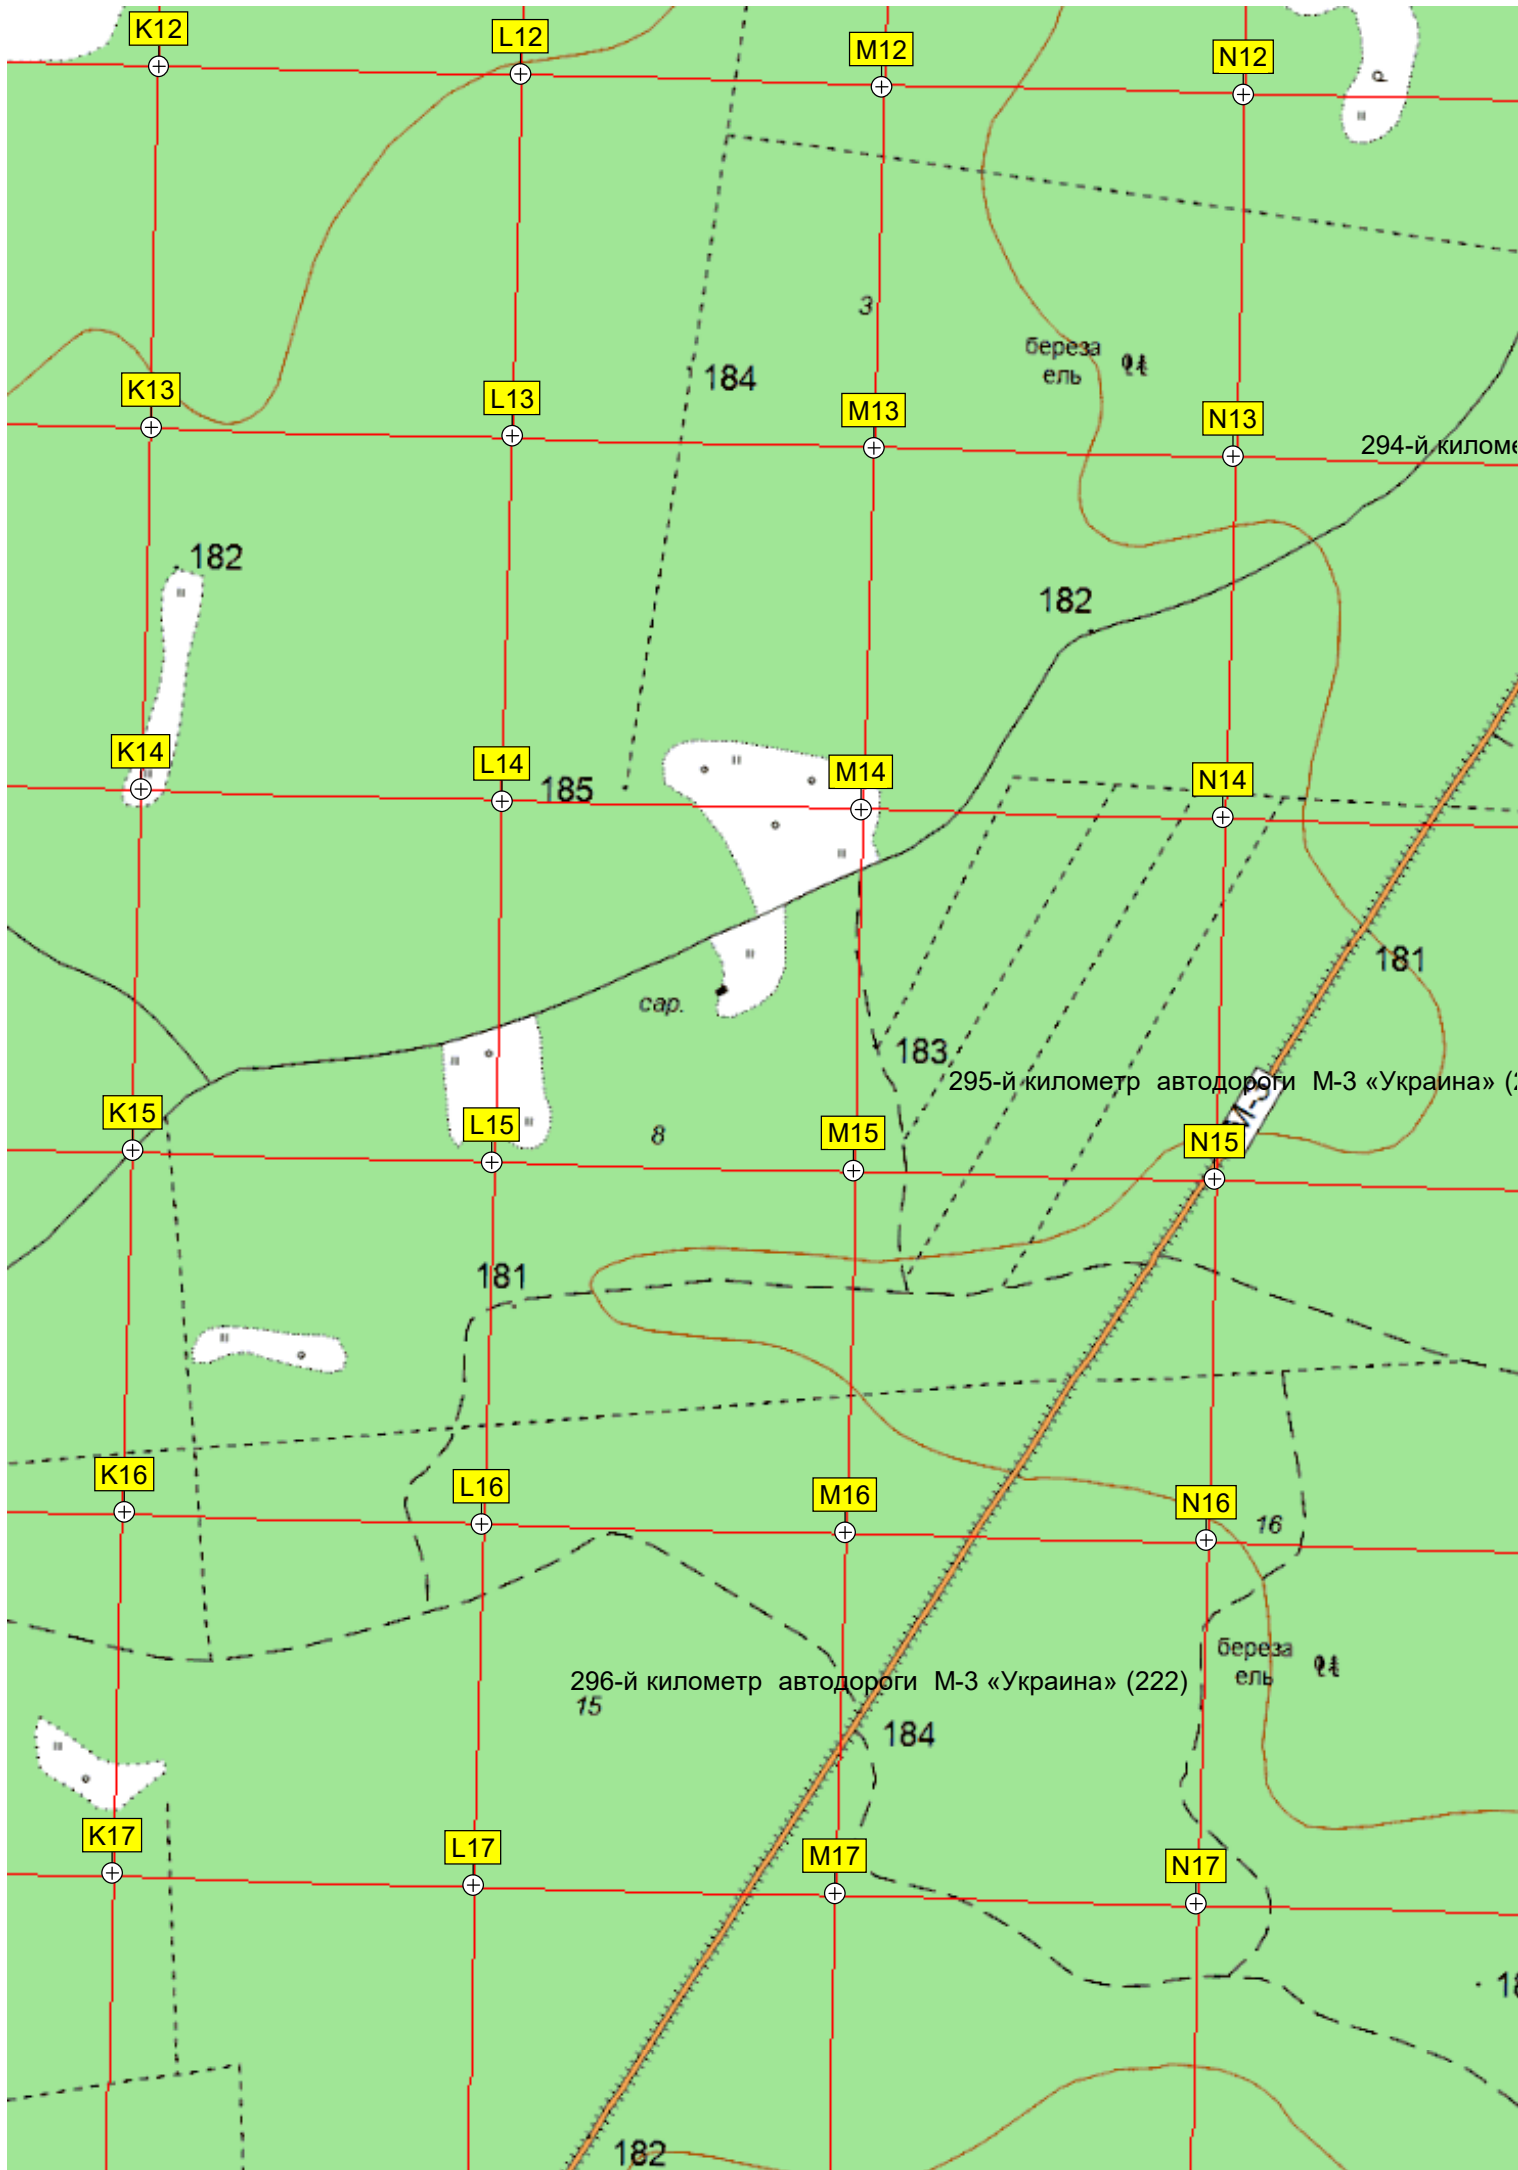 K12
L12
M12
N12
3
береза
ель
184
K13
L13
M13
N13
294-й
182
182
K14
L14
M14
N14
185
181
сар.
183
295-й километр автодороги М-3 «Украина»
М-3
K15
L15
M15
N15
8
181
K16
L16
M16
N16
16
береза
ель
296-й километр автодороги М-3 «Украина» (222)
15
184
K17
L17
M17
N17
182